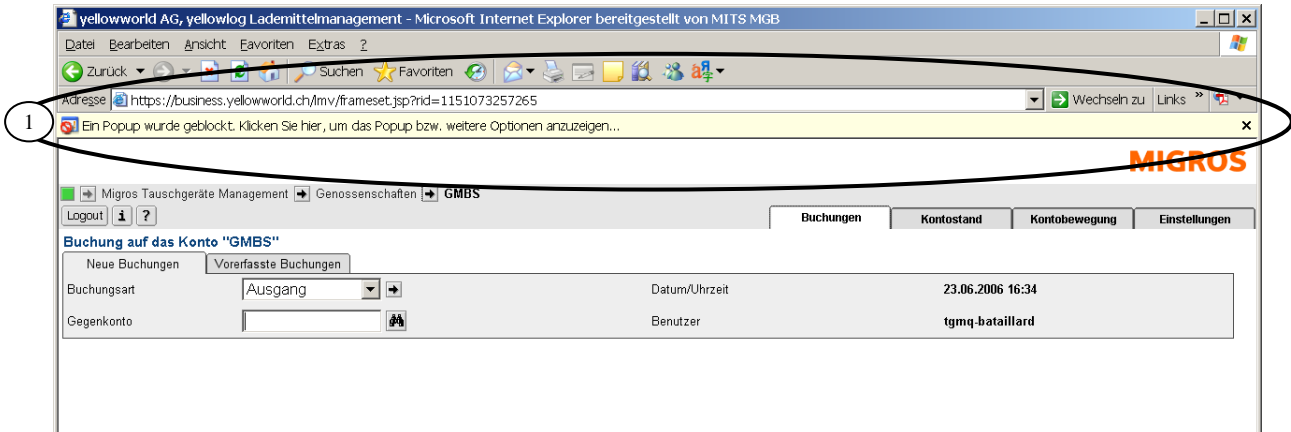 yellowworld AG, yellowlog Lademittelmanagement - Microsoft Internet Explorer bereitgestellt von MITS MGB
Datei Bearbeiten Ansicht Favoriten Extras ?
Zurück Suchen Favoriten
Adresse https://business.yellowworld.ch/lmv/frameset.jsp?rid=1151073257265 Wechseln zu Links »
1 Ein Popup wurde geblockt. Klicken Sie hier, um das Popup bzw. weitere Optionen anzuzeigen... x
MIGROS
Migros Tauschgeräte Management Genossenschaften GMBS
Logout i ? Buchungen Kontostand Kontobewegung Einstellungen
Buchung auf das Konto "GMBS"
Neue Buchungen Vorerfasste Buchungen
Buchungsart Ausgang Datum/Uhrzeit 23.06.2006 16:34
Gegenkonto Benutzer tgmq-bataillard